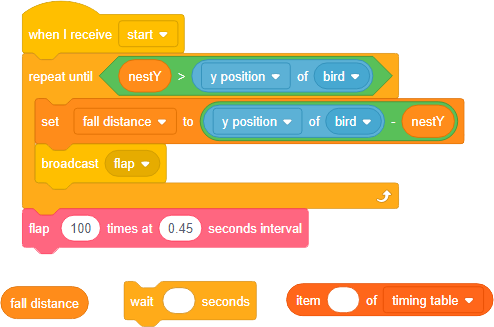 when I receive start
repeat until nestY > y position of bird
set fall distance to y position of bird - nestY
broadcast flap
flap 100 times at 0.45 seconds interval
fall distance
wait seconds
item of timing table